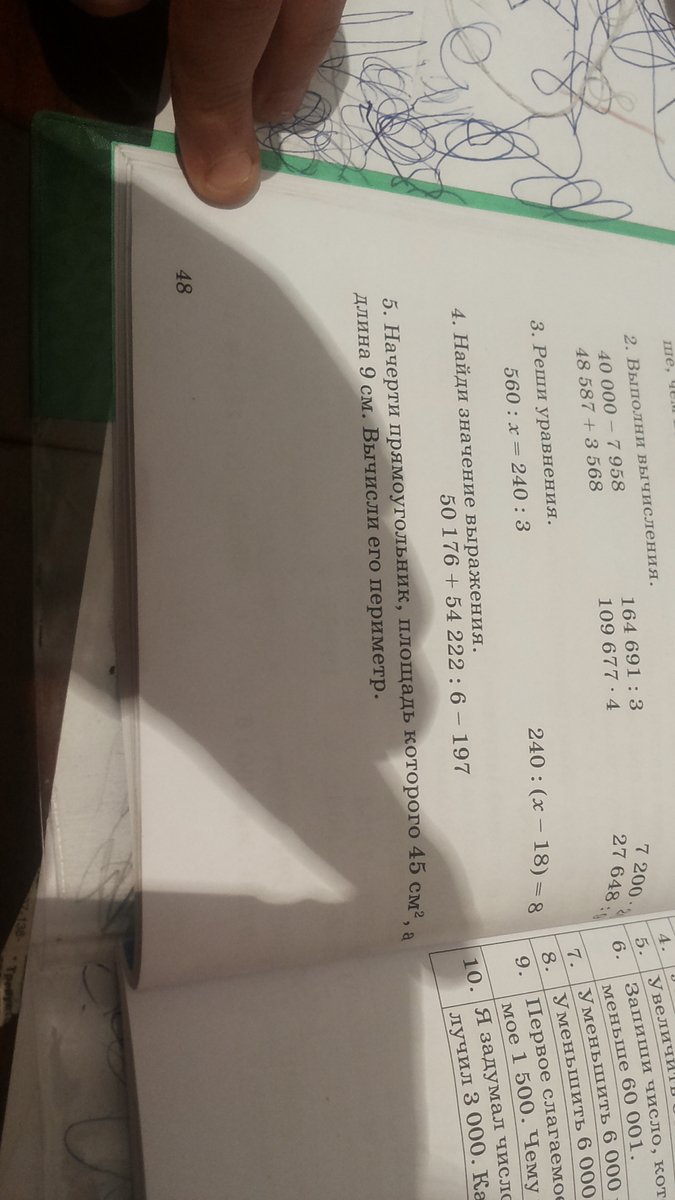 2. Выполни вычисления.
40 000 – 7 958 164 691 : 3 7 200 ·
48 587 + 3 568 109 677 · 4 27 648 :
3. Реши уравнения.
560 : x = 240 : 3 240 : (x – 18) = 8
4. Найди значение выражения.
50 176 + 54 222 : 6 – 197
5. Начерти прямоугольник, площадь которого 45 см², а
длина 9 см. Вычисли его периметр.
48
4.
5. Увеличить
6. Запиши число,
меньше 60 001.
7. Уменьшить 6 000
8. Уменьшить 6 000
9. Первое
мое 1 500. Чему
10. Я задумал
лучил 3 000.